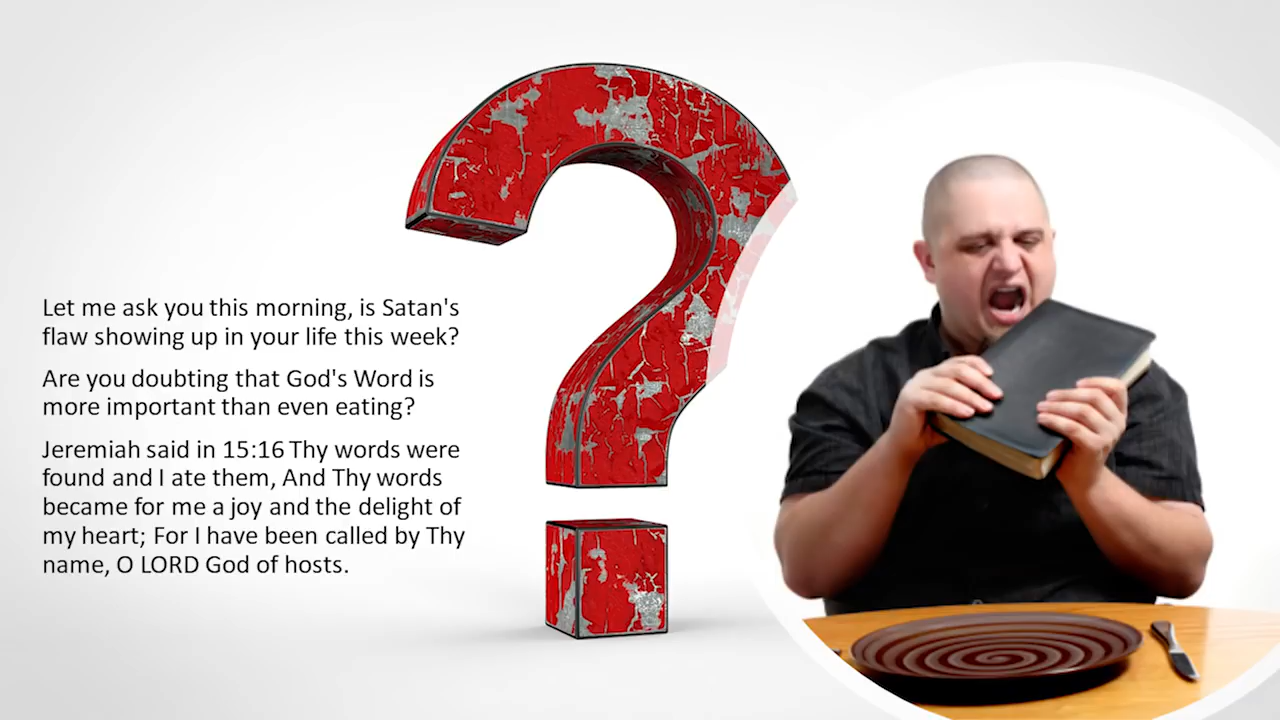 Let me ask you this morning, is Satan's
flaw showing up in your life this week?
Are you doubting that God's Word is
more important than even eating?
Jeremiah said in 15:16 Thy words were
found and I ate them, And Thy words
became for me a joy and the delight of
my heart; For I have been called by Thy
name, O LORD God of hosts.